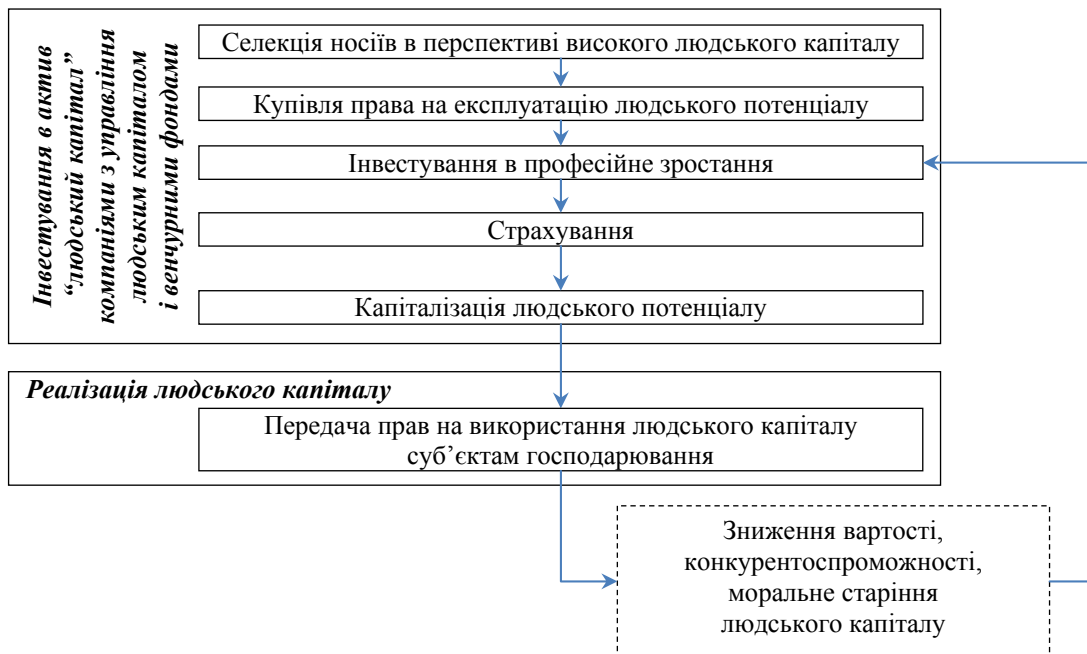 Інвестування в актив
“людський капітал”
компаніями з управління
людським капіталом
і венчурними фондами
Селекція носіїв в перспективі високого людського капіталу
Купівля права на експлуатацію людського потенціалу
Інвестування в професійне зростання
Страхування
Капіталізація людського потенціалу
Реалізація людського капіталу
Передача прав на використання людського капіталу
суб’єктам господарювання
Зниження вартості,
конкурентоспроможності,
моральне старіння
людського капіталу